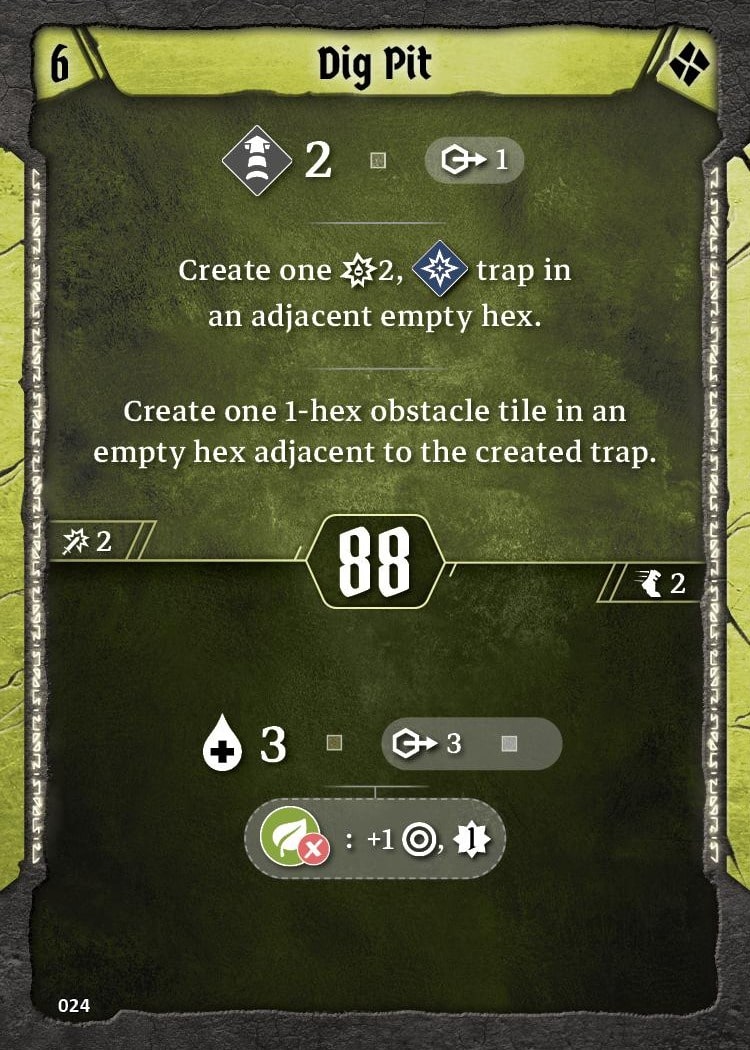 6
Dig Pit
2
1
Create one 2, trap in
an adjacent empty hex.
Create one 1-hex obstacle tile in an
empty hex adjacent to the created trap.
2
88
2
3
3
: +1 , 1
024